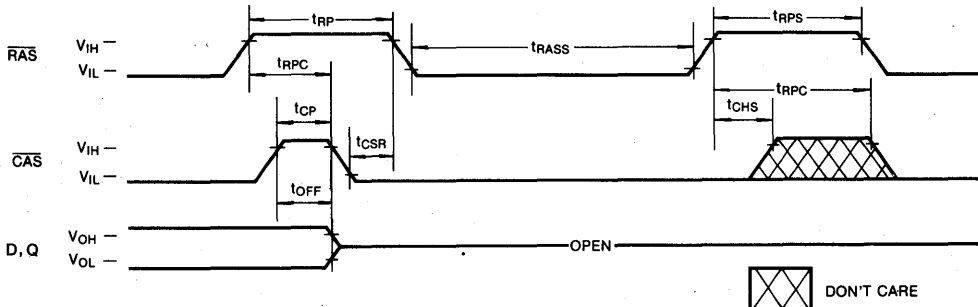 tRP
tRPS
RAS
VIH
VIL
tRASS
tRPC
tRPC
tCP
tCHS
tCSR
CAS
VIH
VIL
tOFF
D, Q
VOH
VOL
OPEN
DON'T CARE